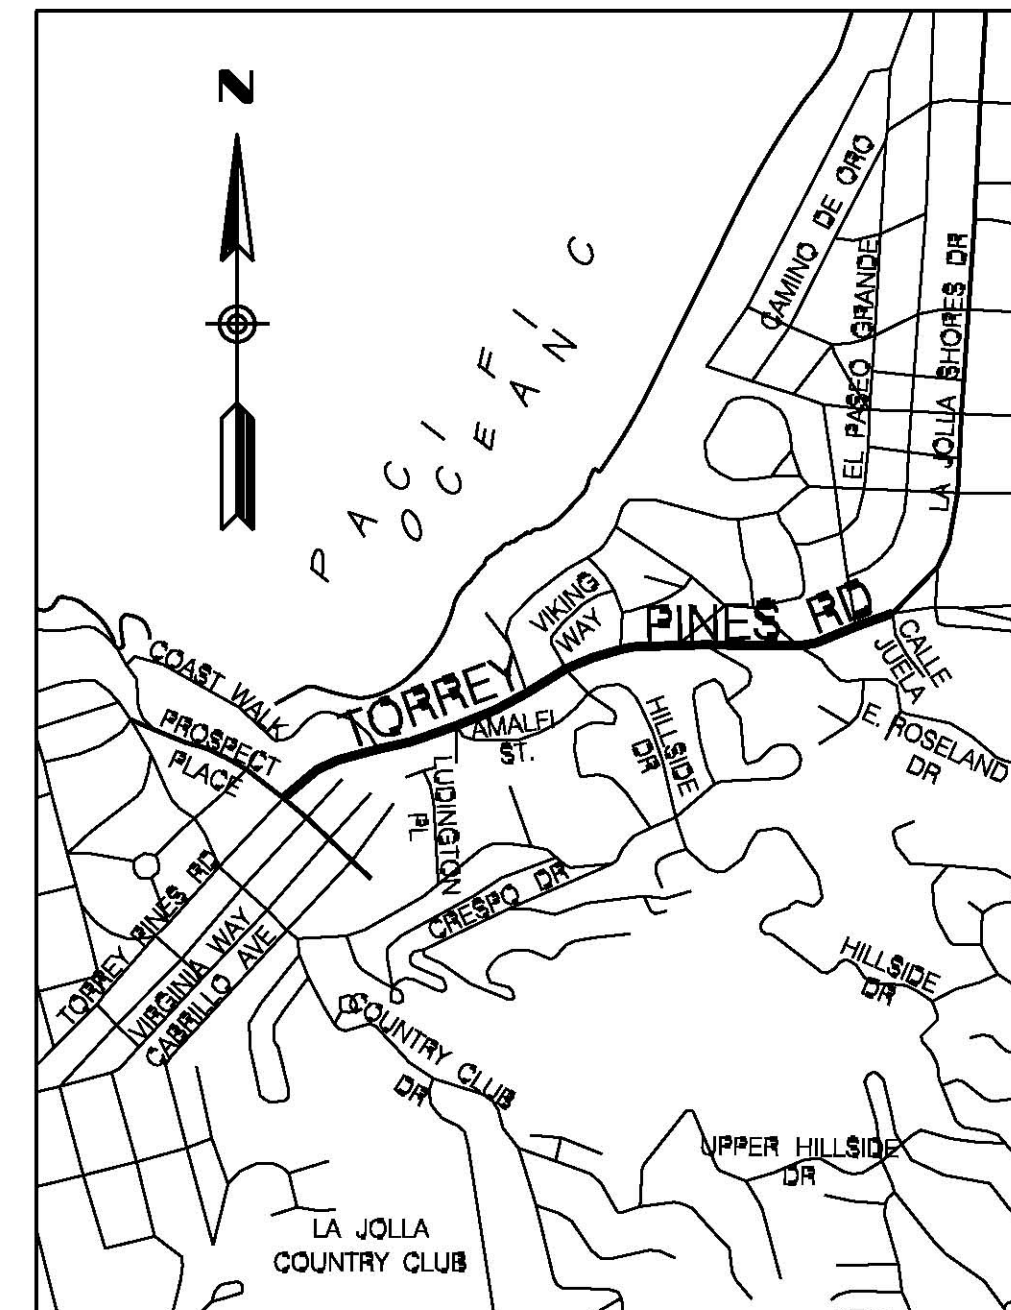 N
PACIFIC
OCEAN
CAMINO DE ORO
EL PASEO GRANDE
LA JOLLA SHORES DR
VIKING
WAY
TORREY PINES RD
CALLE
JUELA
E. ROSELAND
DR
COAST WALK
PROSPECT
PLACE
AMALFI
ST.
HILLSIDE
DR
LUDINGTON
PL
CRESPO DR
TORREY PINES RD
VIRGINIA WAY
CABRILLO AVE
COUNTRY CLUB
DR
HILLSIDE
DR
UPPER HILLSIDE
DR
LA JOLLA
COUNTRY CLUB